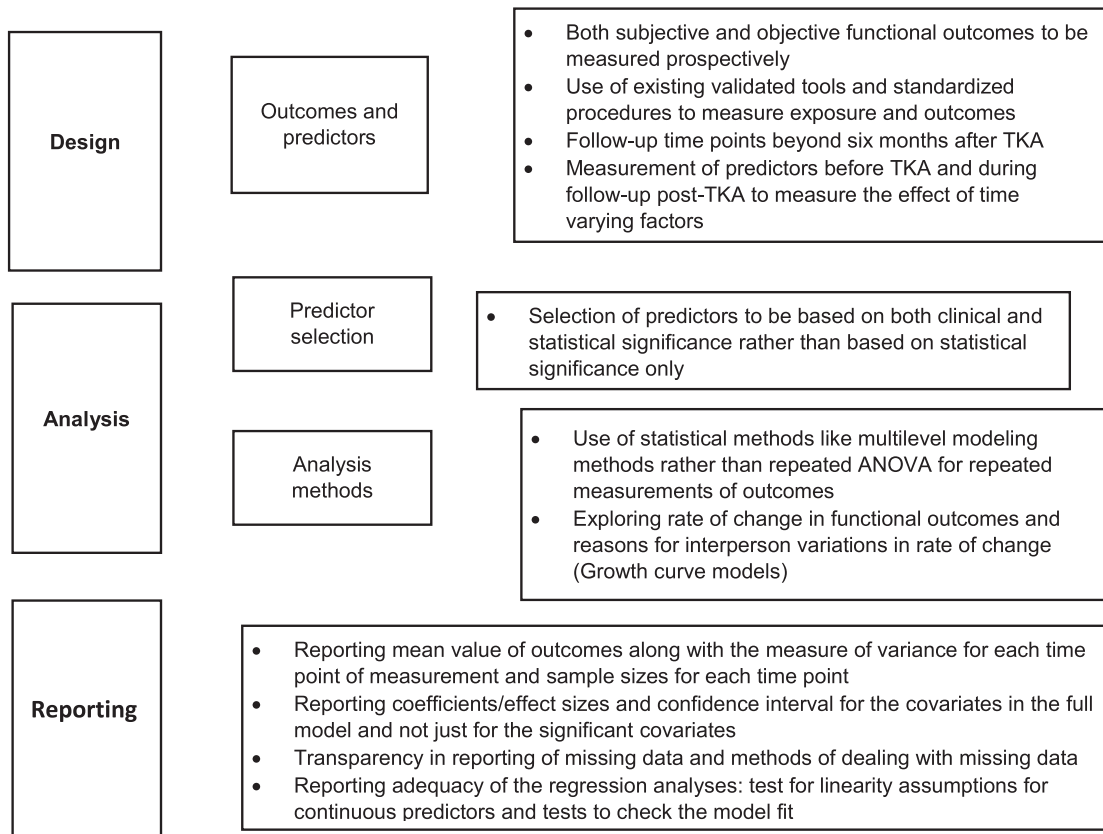 Design
Outcomes and
predictors
• Both subjective and objective functional outcomes to be
measured prospectively
• Use of existing validated tools and standardized
procedures to measure exposure and outcomes
• Follow-up time points beyond six months after TKA
• Measurement of predictors before TKA and during
follow-up post-TKA to measure the effect of time
varying factors
Analysis
Predictor
selection
• Selection of predictors to be based on both clinical and
statistical significance rather than based on statistical
significance only
Analysis
methods
• Use of statistical methods like multilevel modeling
methods rather than repeated ANOVA for repeated
measurements of outcomes
• Exploring rate of change in functional outcomes and
reasons for interperson variations in rate of change
(Growth curve models)
Reporting
• Reporting mean value of outcomes along with the measure of variance for each time
point of measurement and sample sizes for each time point
• Reporting coefficients/effect sizes and confidence interval for the covariates in the full
model and not just for the significant covariates
• Transparency in reporting of missing data and methods of dealing with missing data
• Reporting adequacy of the regression analyses: test for linearity assumptions for
continuous predictors and tests to check the model fit